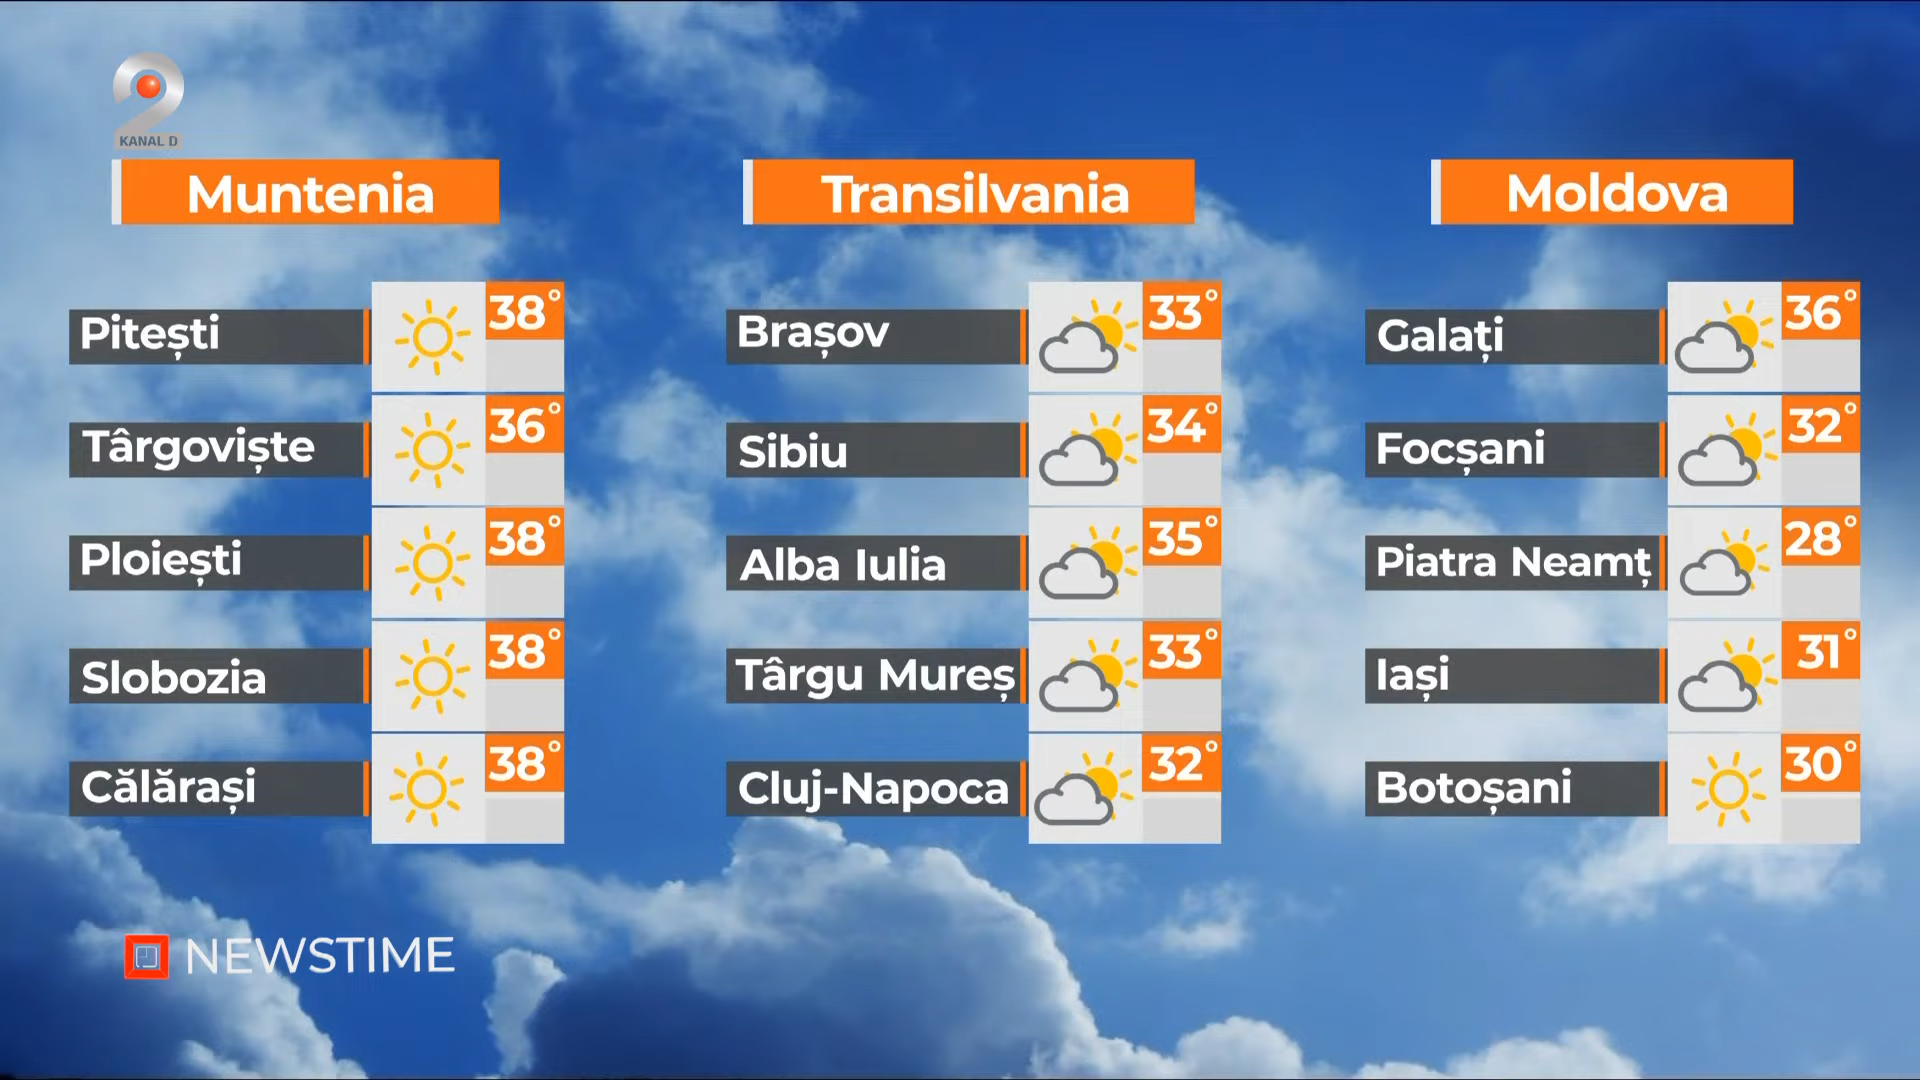 KANAL D
Muntenia
Pitești 38°
Târgoviște 36°
Ploiești 38°
Slobozia 38°
Călărași 38°
Transilvania
Brașov 33°
Sibiu 34°
Alba Iulia 35°
Târgu Mureș 33°
Cluj-Napoca 32°
Moldova
Galați 36°
Focșani 32°
Piatra Neamț 28°
Iași 31°
Botoșani 30°
NEWSTIME